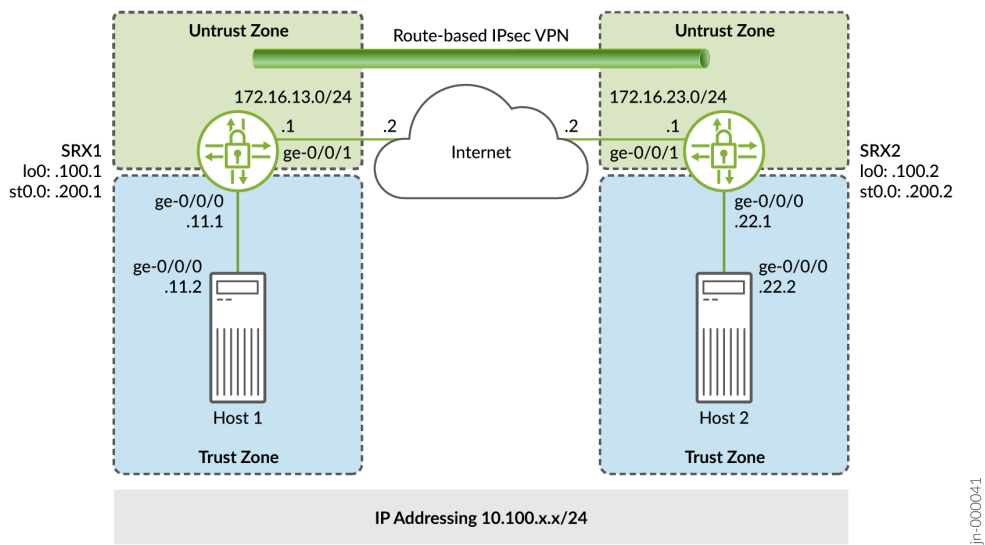 Untrust Zone
Route-based IPsec VPN
Untrust Zone
172.16.13.0/24
172.16.23.0/24
.1
.2
.2
.1
ge-0/0/1
Internet
ge-0/0/1
SRX1
lo0: .100.1
st0.0: .200.1
SRX2
lo0: .100.2
st0.0: .200.2
ge-0/0/0
.11.1
ge-0/0/0
.22.1
ge-0/0/0
.11.2
ge-0/0/0
.22.2
Host 1
Host 2
Trust Zone
Trust Zone
IP Addressing 10.100.x.x/24
jn-000041